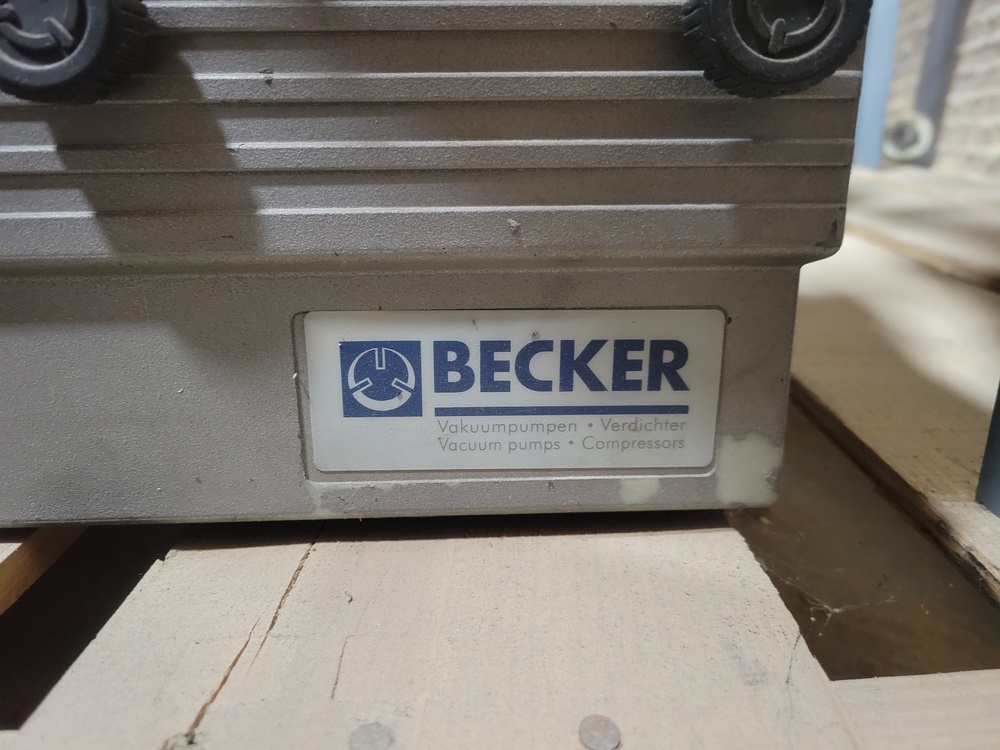 BECKER
Vakuumpumpen • Verdichter
Vacuum pumps • Compressors